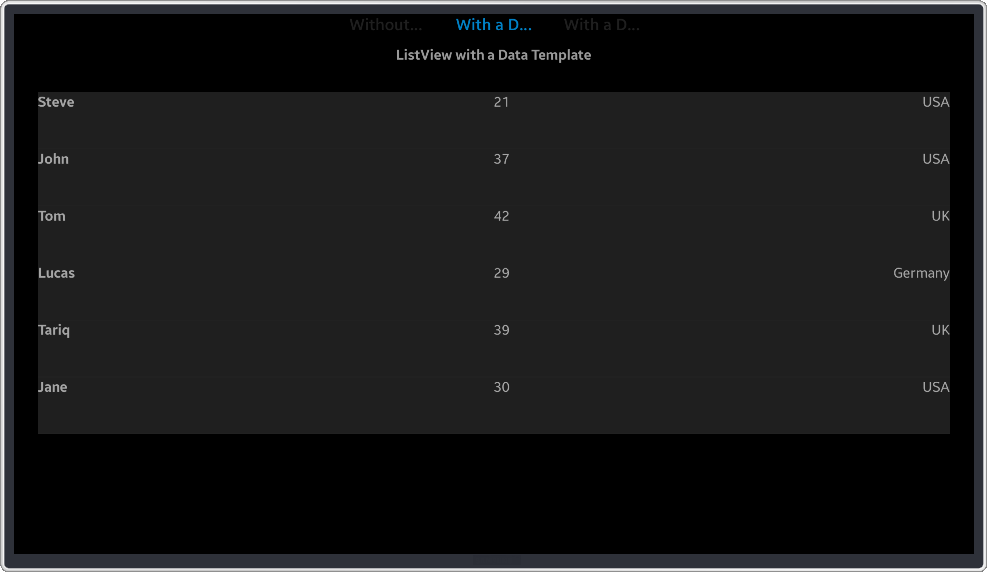 Without... With a D... With a D...
ListView with a Data Template
Steve 21 USA
John 37 USA
Tom 42 UK
Lucas 29 Germany
Tariq 39 UK
Jane 30 USA